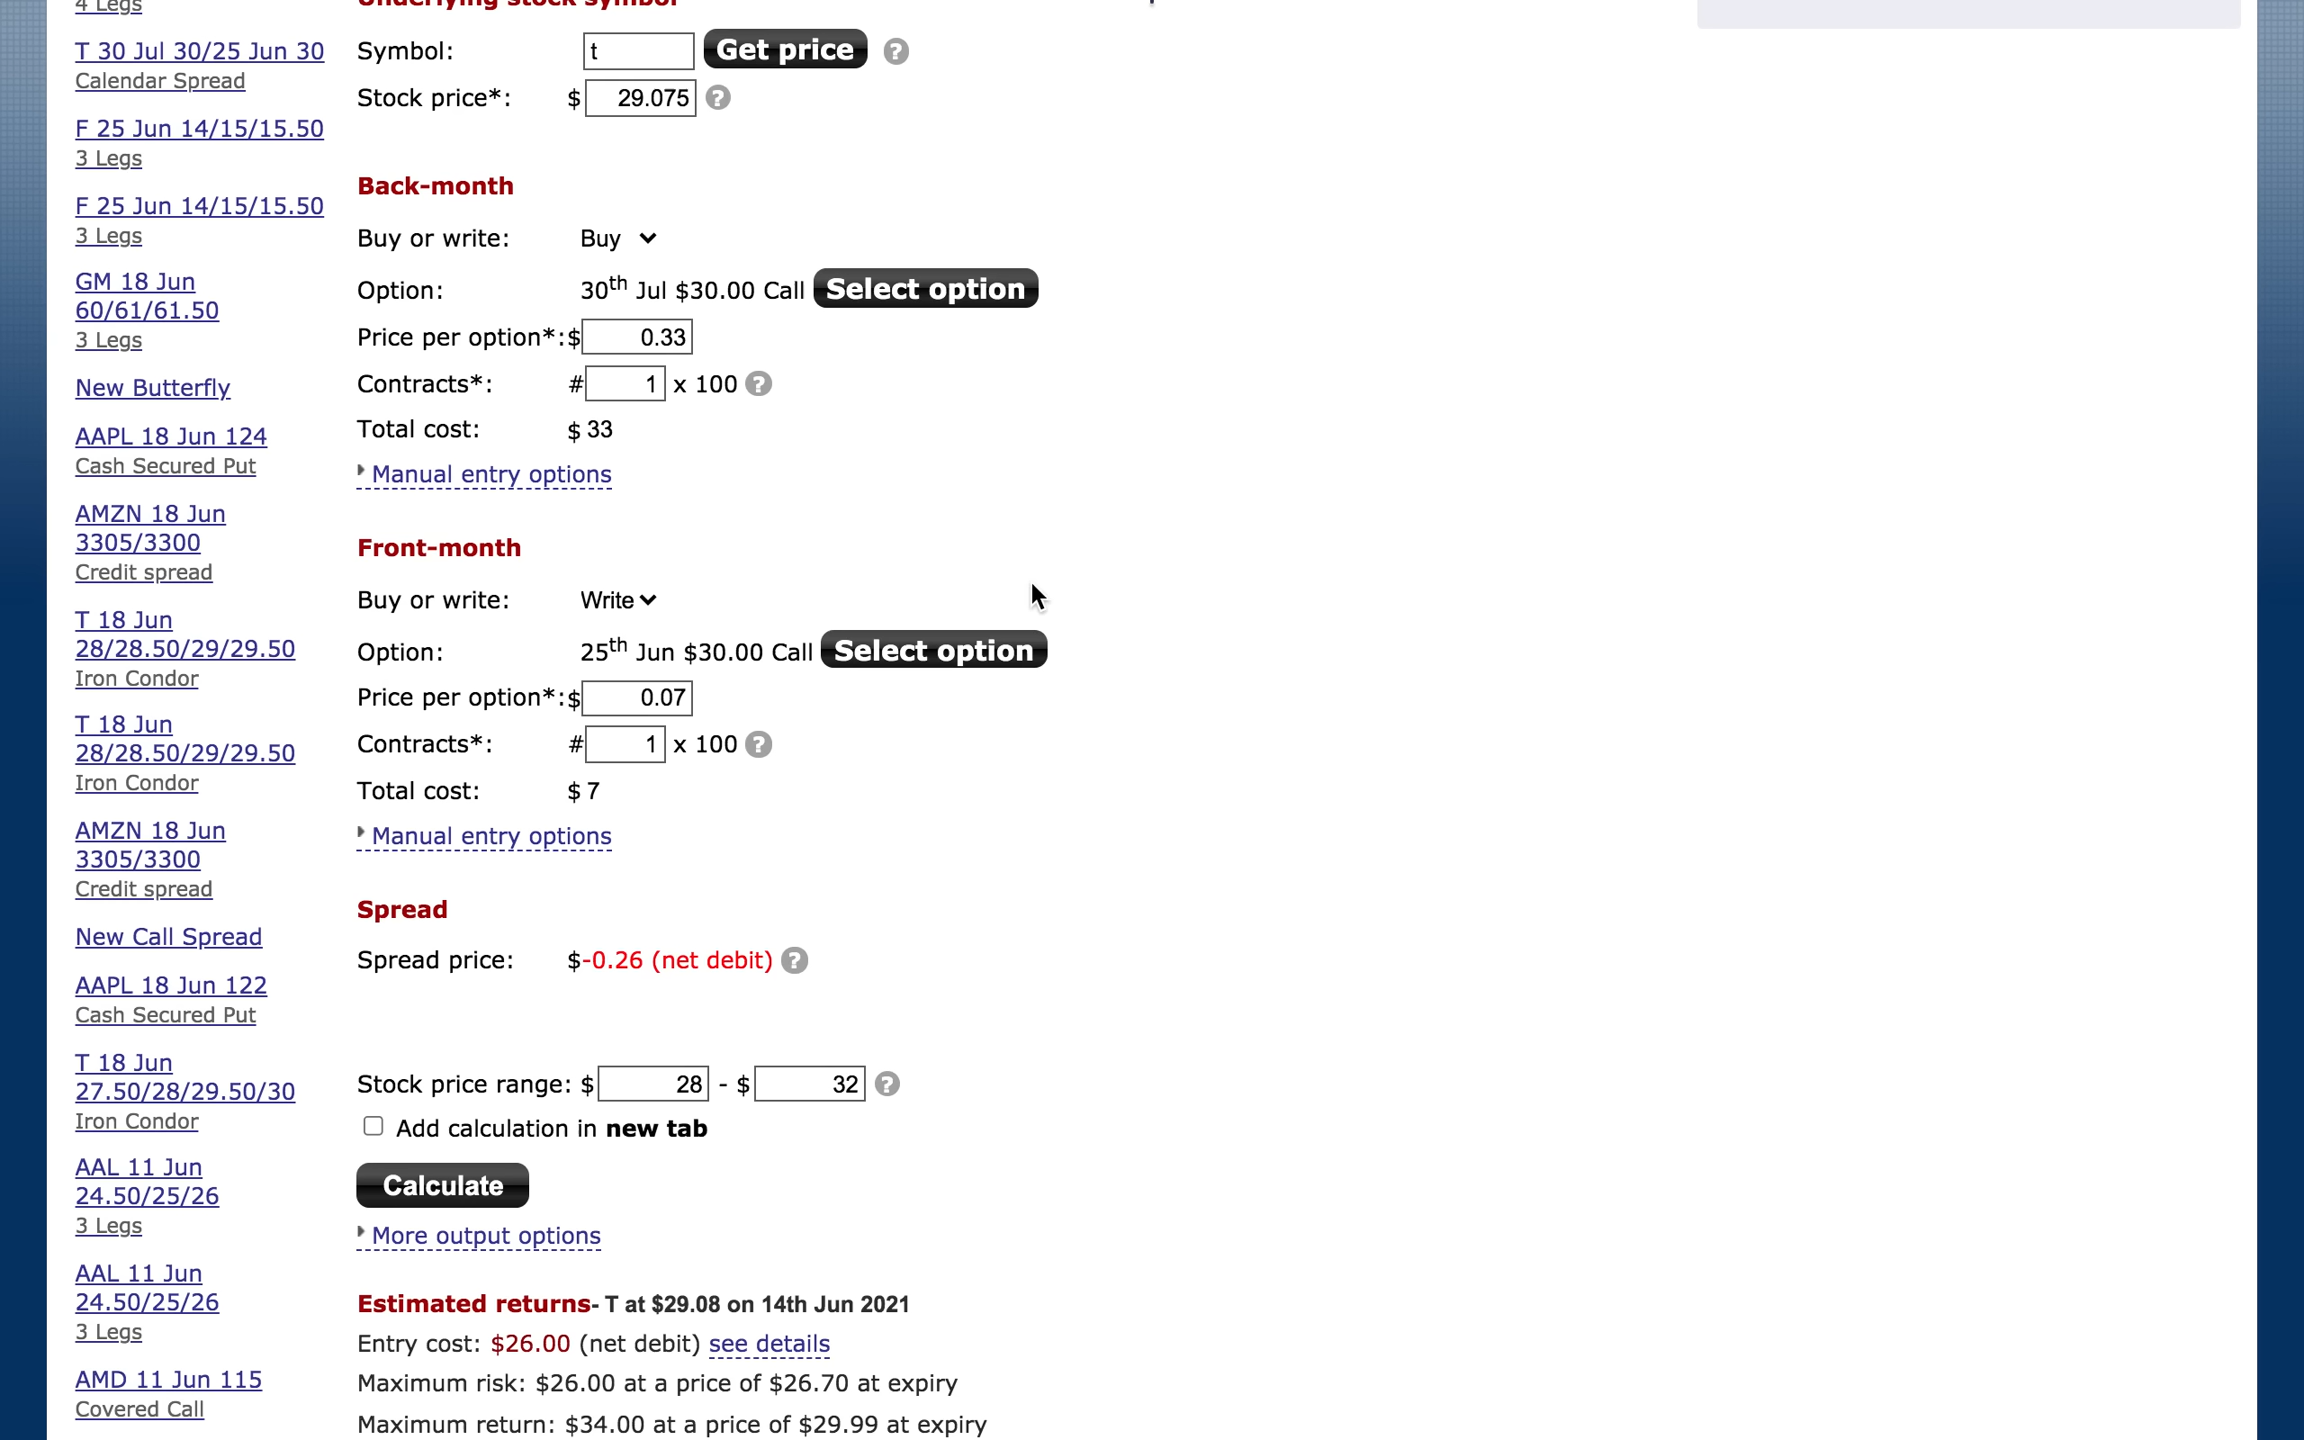 4 Legs
T 30 Jul 30/25 Jun 30
Calendar Spread
F 25 Jun 14/15/15.50
3 Legs
F 25 Jun 14/15/15.50
3 Legs
GM 18 Jun
60/61/61.50
3 Legs
New Butterfly
AAPL 18 Jun 124
Cash Secured Put
AMZN 18 Jun
3305/3300
Credit spread
T 18 Jun
28/28.50/29/29.50
Iron Condor
T 18 Jun
28/28.50/29/29.50
Iron Condor
AMZN 18 Jun
3305/3300
Credit spread
New Call Spread
AAPL 18 Jun 122
Cash Secured Put
T 18 Jun
27.50/28/29.50/30
Iron Condor
AAL 11 Jun
24.50/25/26
3 Legs
AAL 11 Jun
24.50/25/26
3 Legs
AMD 11 Jun 115
Covered Call
Underlying stock symbol
Symbol: t Get price ?
Stock price*: $ 29.075 ?
Back-month
Buy or write: Buy
Option: 30th Jul $30.00 Call Select option
Price per option*:$ 0.33
Contracts*: # 1 x 100 ?
Total cost: $ 33
Manual entry options
Front-month
Buy or write: Write
Option: 25th Jun $30.00 Call Select option
Price per option*:$ 0.07
Contracts*: # 1 x 100 ?
Total cost: $ 7
Manual entry options
Spread
Spread price: $-0.26 (net debit) ?
Stock price range: $ 28 - $ 32 ?
Add calculation in new tab
Calculate
More output options
Estimated returns- T at $29.08 on 14th Jun 2021
Entry cost: $26.00 (net debit) see details
Maximum risk: $26.00 at a price of $26.70 at expiry
Maximum return: $34.00 at a price of $29.99 at expiry